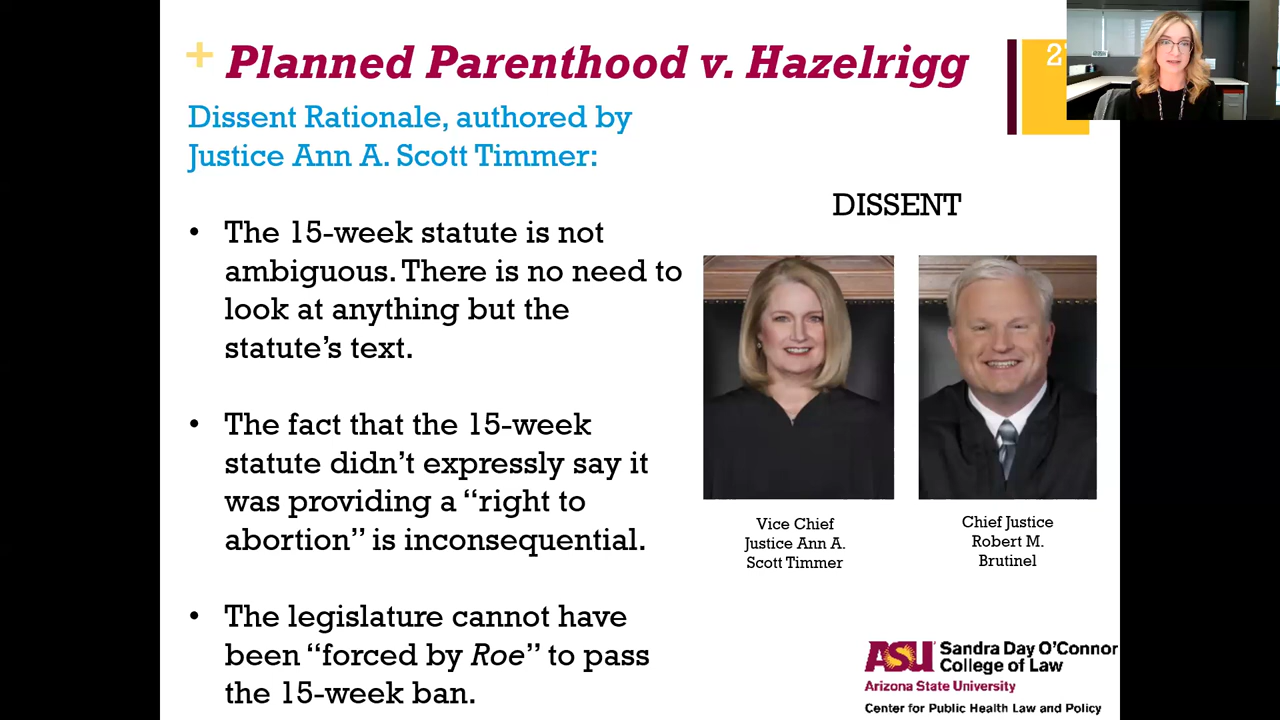 + Planned Parenthood v. Hazelrigg
Dissent Rationale, authored by
Justice Ann A. Scott Timmer:
• The 15-week statute is not
ambiguous. There is no need to
look at anything but the
statute’s text.
• The fact that the 15-week
statute didn’t expressly say it
was providing a “right to
abortion” is inconsequential.
• The legislature cannot have
been “forced by Roe” to pass
the 15-week ban.
DISSENT
Vice Chief
Justice Ann A.
Scott Timmer
Chief Justice
Robert M.
Brutinel
ASU Sandra Day O’Connor
College of Law
Arizona State University
Center for Public Health Law and Policy